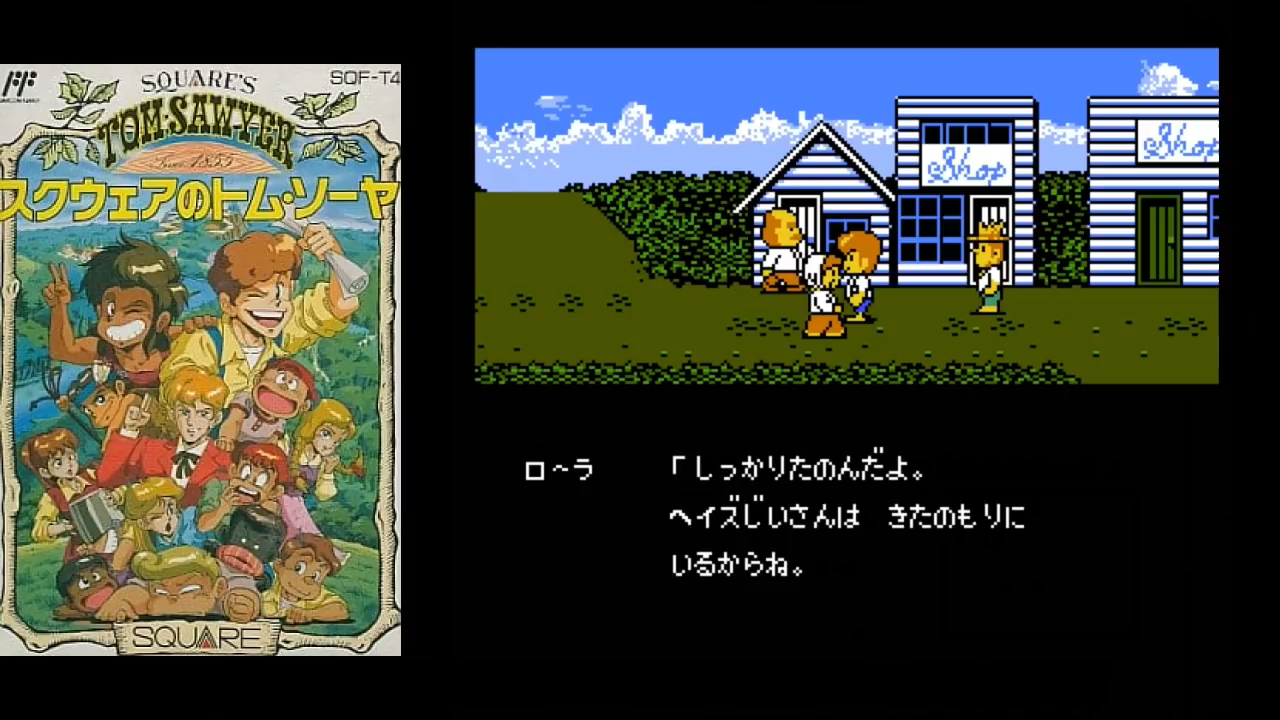 SQUARE'S
SQF-T4
TOM・SAWYER
スクウェアのトム・ソーヤ
SQUARE
Shop
Shop
ローラ 「しっかりたのんだよ。
ヘイズじいさんは きたのもりに
いるからね。